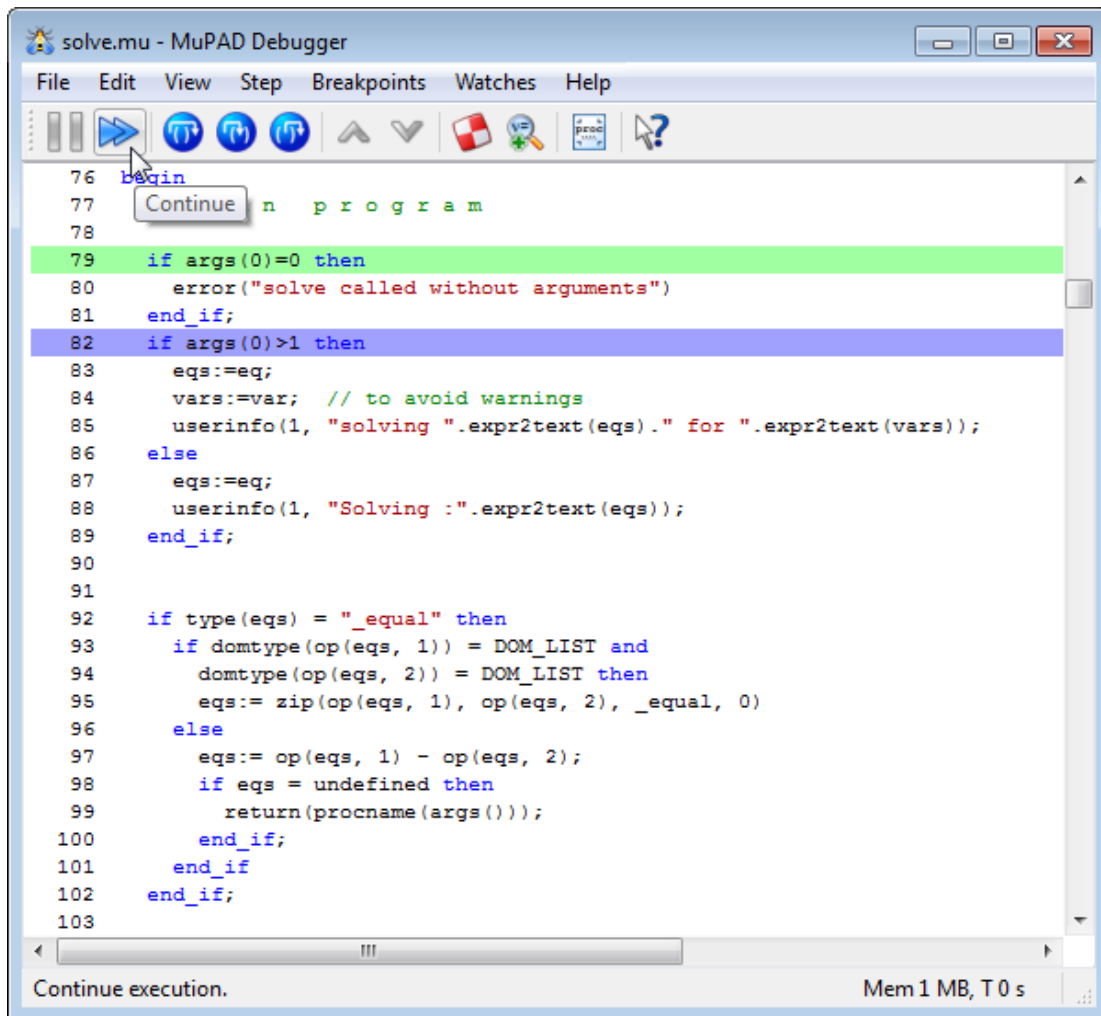 solve.mu - MuPAD Debugger
File Edit View Step Breakpoints Watches Help
proc
76 begin
77 n p r o g r a m
Continue
78
79 if args(0)=0 then
80 error("solve called without arguments")
81 end_if;
82 if args(0)>1 then
83 eqs:=eq;
84 vars:=var; // to avoid warnings
85 userinfo(1, "solving ".expr2text(eqs)." for ".expr2text(vars));
86 else
87 eqs:=eq;
88 userinfo(1, "Solving :".expr2text(eqs));
89 end_if;
90
91
92 if type(eqs) = "_equal" then
93 if domtype(op(eqs, 1)) = DOM_LIST and
94 domtype(op(eqs, 2)) = DOM_LIST then
95 eqs:= zip(op(eqs, 1), op(eqs, 2), _equal, 0)
96 else
97 eqs:= op(eqs, 1) - op(eqs, 2);
98 if eqs = undefined then
99 return(procname(args()));
100 end_if;
101 end_if
102 end_if;
103
Continue execution. Mem 1 MB, T 0 s